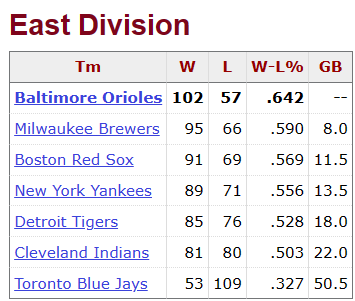 East Division
Tm W L W-L% GB
Baltimore Orioles 102 57 .642 --
Milwaukee Brewers 95 66 .590 8.0
Boston Red Sox 91 69 .569 11.5
New York Yankees 89 71 .556 13.5
Detroit Tigers 85 76 .528 18.0
Cleveland Indians 81 80 .503 22.0
Toronto Blue Jays 53 109 .327 50.5